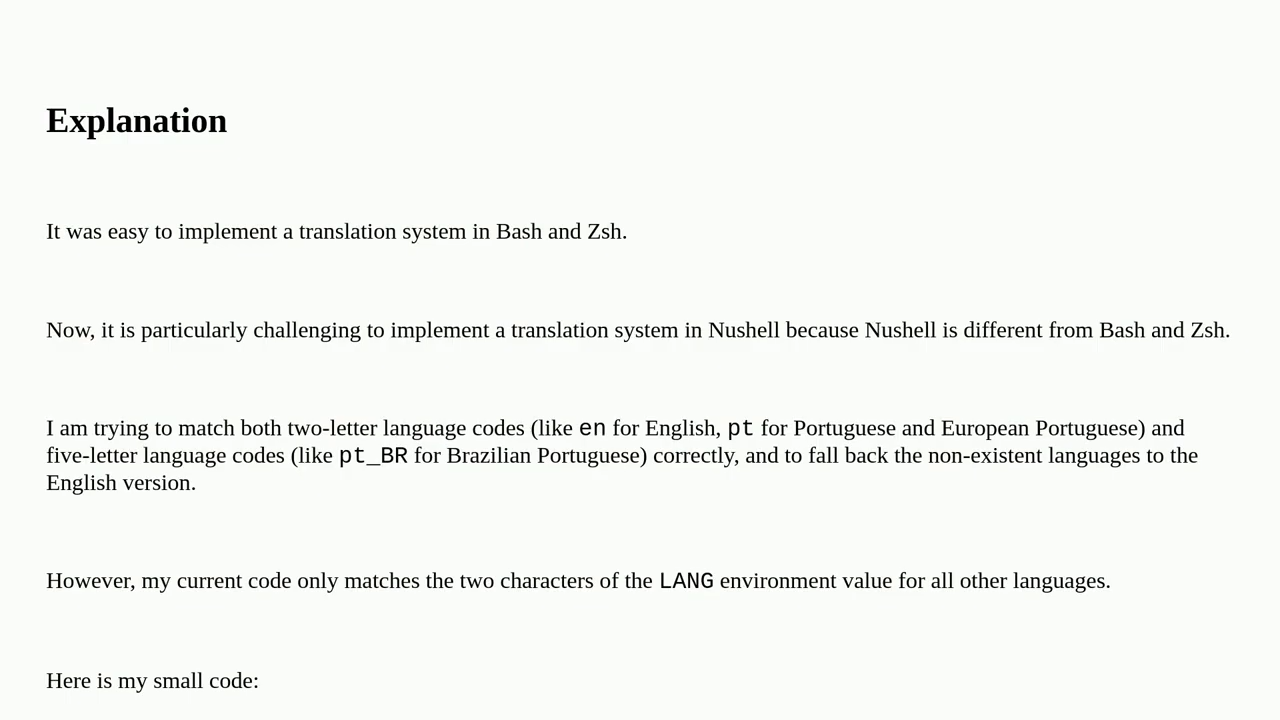 Explanation
It was easy to implement a translation system in Bash and Zsh.
Now, it is particularly challenging to implement a translation system in Nushell because Nushell is different from Bash and Zsh.
I am trying to match both two-letter language codes (like en for English, pt for Portuguese and European Portuguese) and
five-letter language codes (like pt_BR for Brazilian Portuguese) correctly, and to fall back the non-existent languages to the
English version.
However, my current code only matches the two characters of the LANG environment value for all other languages.
Here is my small code: